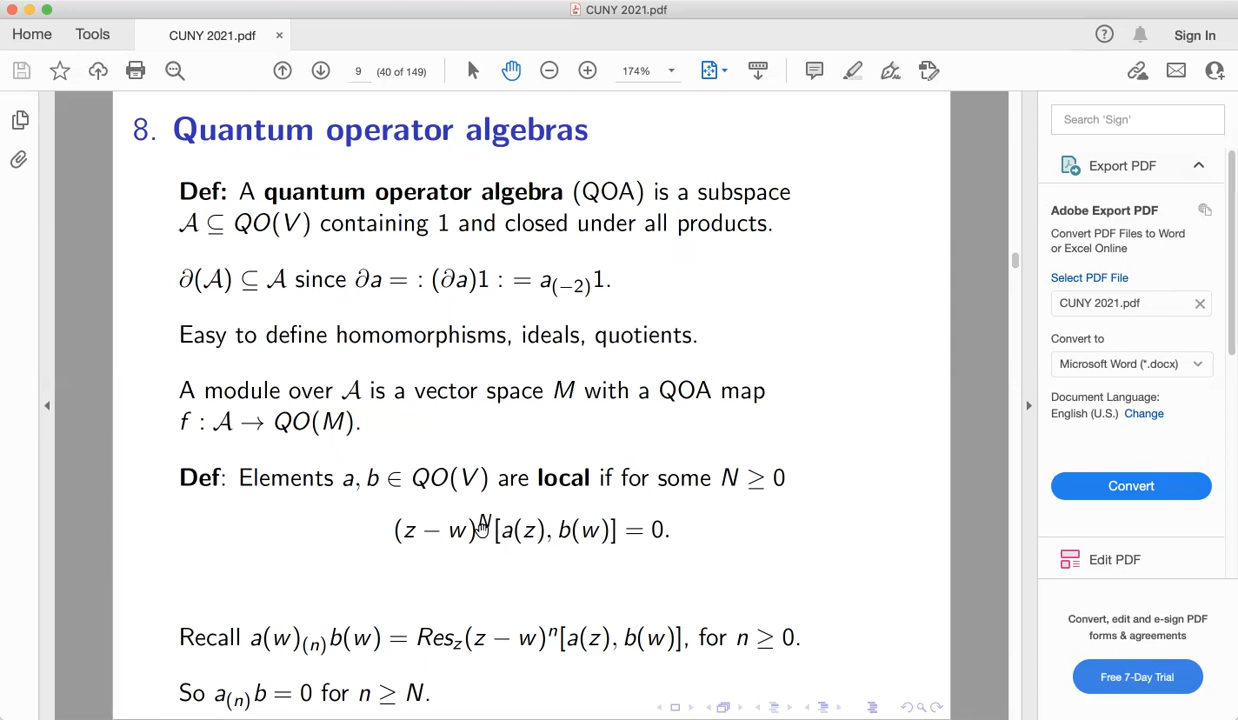 CUNY 2021.pdf
Home Tools CUNY 2021.pdf × Sign In
9 (40 of 149) 174%
8. Quantum operator algebras
Def: A quantum operator algebra (QOA) is a subspace
𝒜 ⊆ QO(V) containing 1 and closed under all products.
∂(𝒜) ⊆ 𝒜 since ∂a = : (∂a)1 : = a₍₋₂₎1.
Easy to define homomorphisms, ideals, quotients.
A module over 𝒜 is a vector space M with a QOA map
f : 𝒜 → QO(M).
Def: Elements a, b ∈ QO(V) are local if for some N ≥ 0
(z − w)^N[a(z), b(w)] = 0.
Recall a(w)₍ₙ₎b(w) = Res_z(z − w)^n[a(z), b(w)], for n ≥ 0.
So a₍ₙ₎b = 0 for n ≥ N.
Search 'Sign'
Export PDF
Adobe Export PDF
Convert PDF Files to Word
or Excel Online
Select PDF File
CUNY 2021.pdf ×
Convert to
Microsoft Word (*.docx)
Document Language:
English (U.S.) Change
Convert
Edit PDF
Convert, edit and e-sign PDF
forms & agreements
Free 7-Day Trial